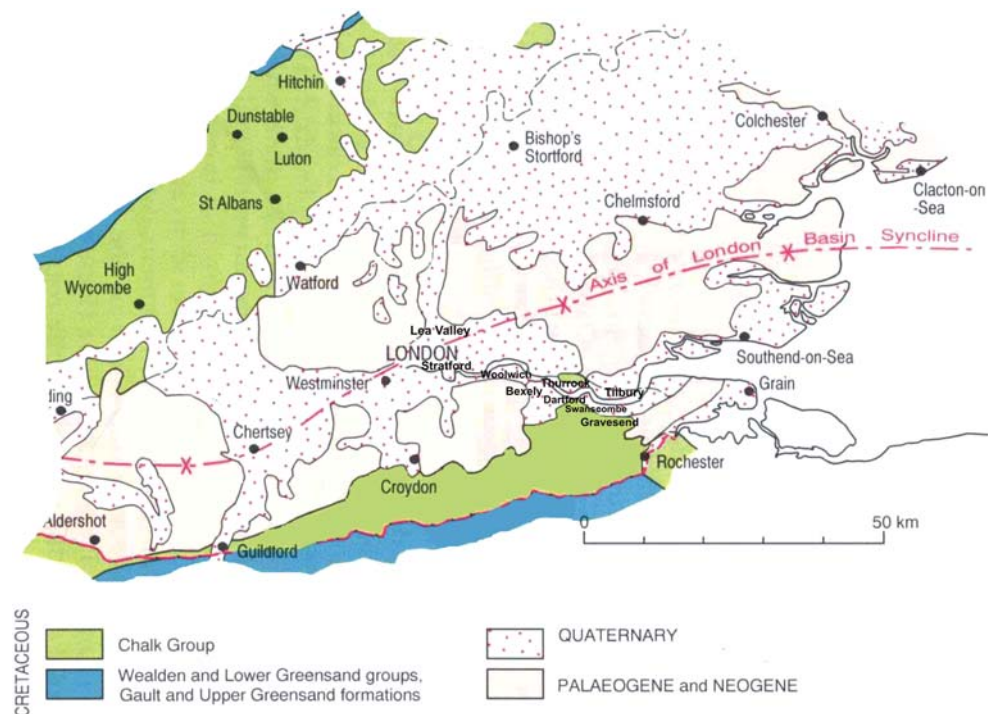 Hitchin
Dunstable
Luton
Bishop's
Stortford
Colchester
Clacton-on
-Sea
St Albans
Chelmsford
High
Wycombe
Watford
Axis of London Basin Syncline
Lea Valley
LONDON
Stratford
Westminster
Woolwich
Bexely
Thurrock
Dartford
Tilbury
Swanscombe
Gravesend
Southend-on-Sea
Grain
ling
Chertsey
Croydon
Rochester
Aldershot
Guildford
0
50 km
CRETACEOUS
Chalk Group
Wealden and Lower Greensand groups,
Gault and Upper Greensand formations
QUATERNARY
PALAEOGENE and NEOGENE